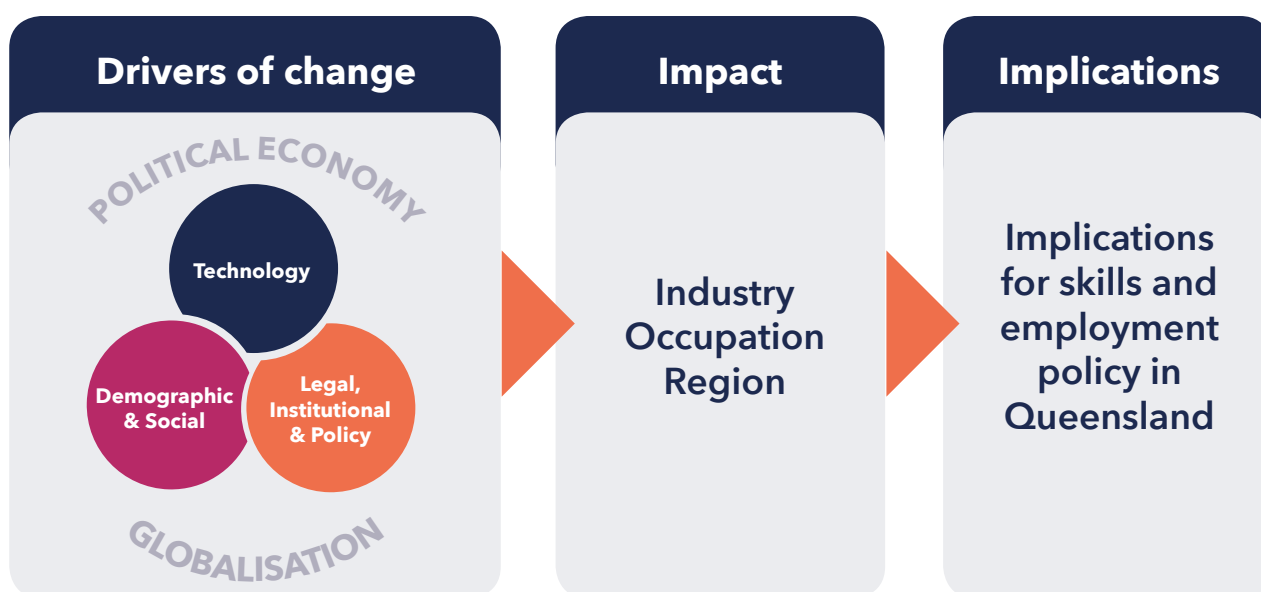 Drivers of change
POLITICAL ECONOMY
Technology
Demographic
& Social
Legal,
Institutional
& Policy
GLOBALISATION
Impact
Industry
Occupation
Region
Implications
Implications
for skills and
employment
policy in
Queensland